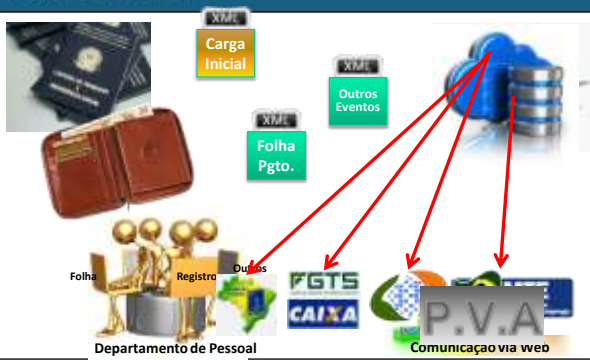 XML
Carga
Inicial
XML
Outros
Eventos
XML
Folha
Pgto.
Folha
Registro
Outros
FGTS
CAIXA
P.V.A
Departamento de Pessoal
Comunicação via Web